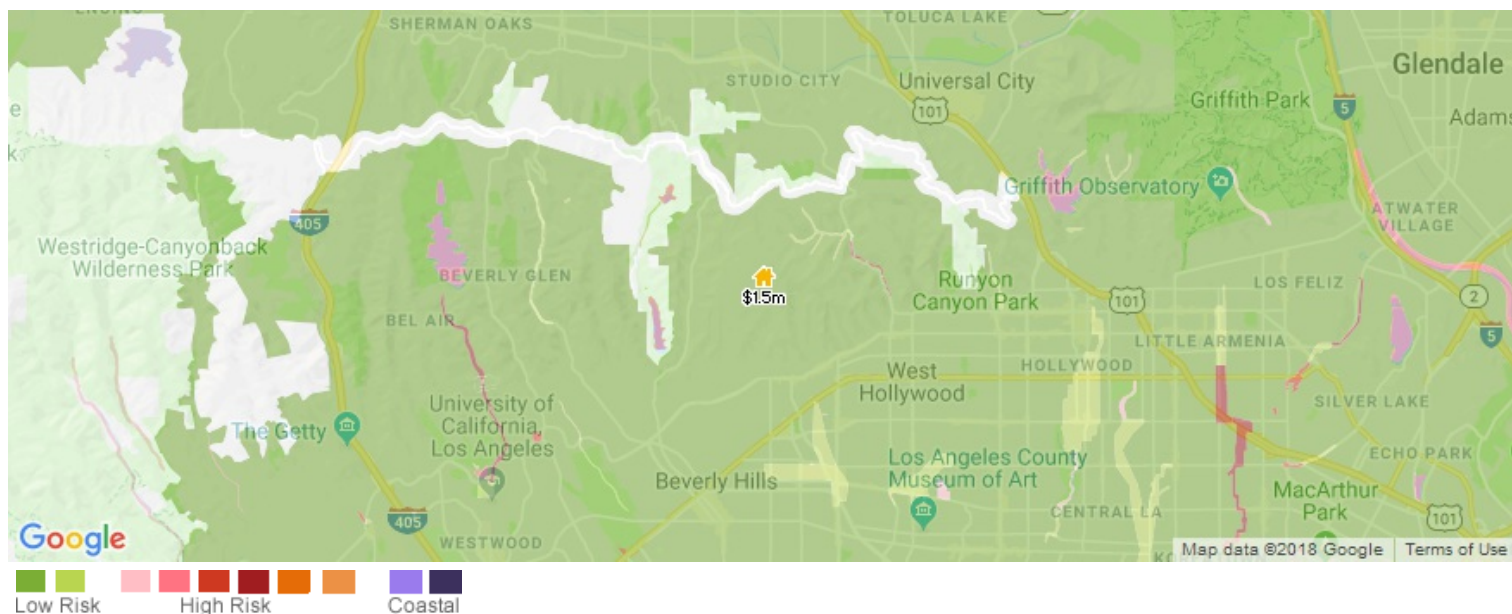 ENCINO
SHERMAN OAKS
TOLUCA LAKE
STUDIO CITY
Universal City
Glendale
101
Griffith Park
5
Adams
Griffith Observatory
ATWATER
VILLAGE
405
Westridge-Canyonback
Wilderness Park
BEVERLY GLEN
$1.5m
Runyon
Canyon Park
LOS FELIZ
101
2
BEL AIR
LITTLE ARMENIA
5
West
Hollywood
HOLLYWOOD
SILVER LAKE
The Getty
University of
California,
Los Angeles
Los Angeles County
Museum of Art
ECHO PARK
Beverly Hills
CENTRAL LA
MacArthur
Park
405
101
WESTWOOD
Google
Map data ©2018 Google
Terms of Use
Low Risk
High Risk
Coastal